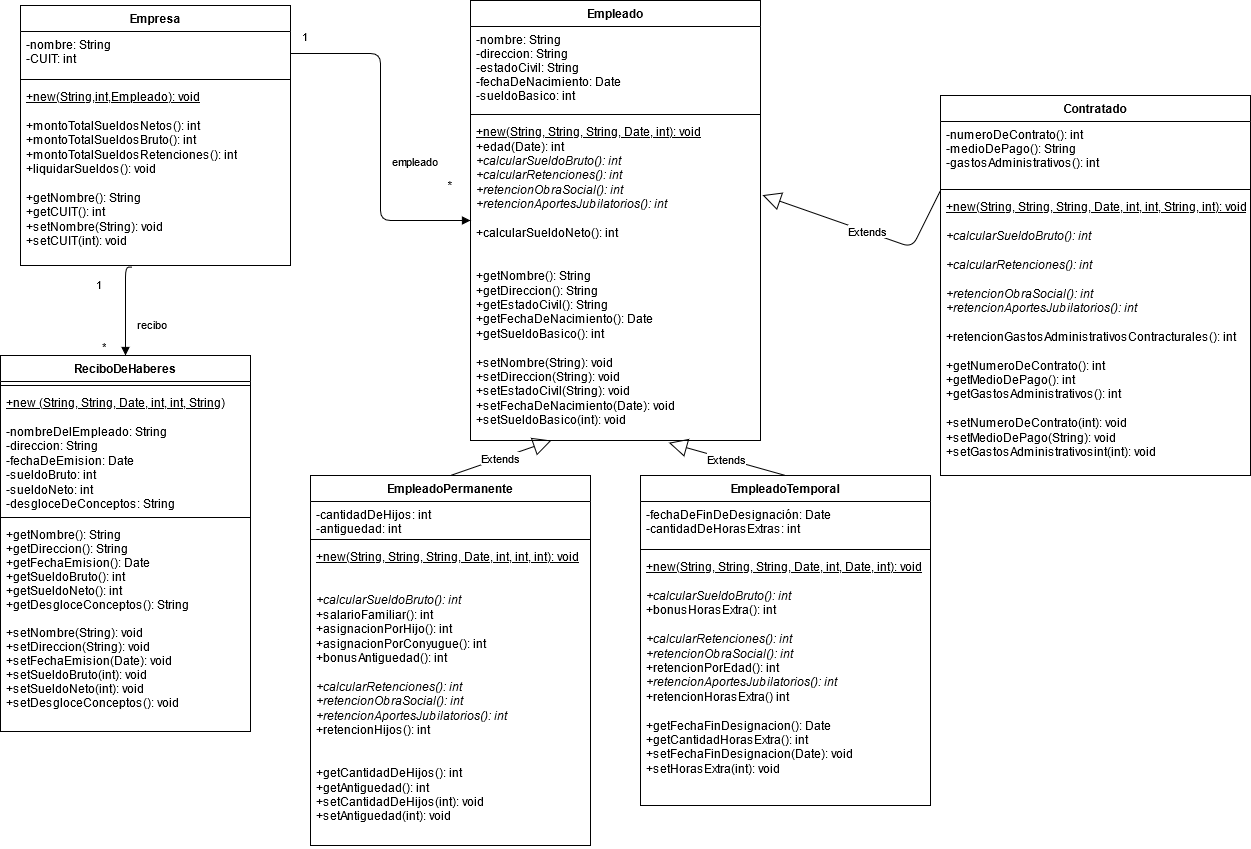 Empresa
-nombre: String
-CUIT: int
+new(String,int,Empleado): void
+montoTotalSueldosNetos(): int
+montoTotalSueldosBruto(): int
+montoTotalSueldosRetenciones(): int
+liquidarSueldos(): void
+getNombre(): String
+getCUIT(): int
+setNombre(String): void
+setCUIT(int): void
1
empleado
*
1
recibo
*
ReciboDeHaberes
+new (String, String, Date, int, int, String)
-nombreDelEmpleado: String
-direccion: String
-fechaDeEmision: Date
-sueldoBruto: int
-sueldoNeto: int
-desgloceDeConceptos: String
+getNombre(): String
+getDireccion(): String
+getFechaEmision(): Date
+getSueldoBruto(): int
+getSueldoNeto(): int
+getDesgloceConceptos(): String
+setNombre(String): void
+setDireccion(String): void
+setFechaEmision(Date): void
+setSueldoBruto(int): void
+setSueldoNeto(int): void
+setDesgloceConceptos(): void
Empleado
-nombre: String
-direccion: String
-estadoCivil: String
-fechaDeNacimiento: Date
-sueldoBasico: int
+new(String, String, String, Date, int): void
+edad(Date): int
+calcularSueldoBruto(): int
+calcularRetenciones(): int
+retencionObraSocial(): int
+retencionAportesJubilatorios(): int
+calcularSueldoNeto(): int
+getNombre(): String
+getDireccion(): String
+getEstadoCivil(): String
+getFechaDeNacimiento(): Date
+getSueldoBasico(): int
+setNombre(String): void
+setDireccion(String): void
+setEstadoCivil(String): void
+setFechaDeNacimiento(Date): void
+setSueldoBasico(int): void
Extends
Extends
Extends
Contratado
-numeroDeContrato(): int
-medioDePago(): String
-gastosAdministrativos(): int
+new(String, String, String, Date, int, int, String, int): void
+calcularSueldoBruto(): int
+calcularRetenciones(): int
+retencionObraSocial(): int
+retencionAportesJubilatorios(): int
+retencionGastosAdministrativosContracturales(): int
+getNumeroDeContrato(): int
+getMedioDePago(): int
+getGastosAdministrativos(): int
+setNumeroDeContrato(int): void
+setMedioDePago(String): void
+setGastosAdministrativosint(int): void
EmpleadoPermanente
-cantidadDeHijos: int
-antiguedad: int
+new(String, String, String, Date, int, int, int): void
+calcularSueldoBruto(): int
+salarioFamiliar(): int
+asignacionPorHijo(): int
+asignacionPorConyugue(): int
+bonusAntiguedad(): int
+calcularRetenciones(): int
+retencionObraSocial(): int
+retencionAportesJubilatorios(): int
+retencionHijos(): int
+getCantidadDeHijos(): int
+getAntiguedad(): int
+setCantidadDeHijos(int): void
+setAntiguedad(int): void
EmpleadoTemporal
-fechaDeFinDeDesignación: Date
-cantidadDeHorasExtras: int
+new(String, String, String, Date, int, Date, int): void
+calcularSueldoBruto(): int
+bonusHorasExtra(): int
+calcularRetenciones(): int
+retencionObraSocial(): int
+retencionPorEdad(): int
+retencionAportesJubilatorios(): int
+retencionHorasExtra() int
+getFechaFinDesignacion(): Date
+getCantidadHorasExtra(): int
+setFechaFinDesignacion(Date): void
+setHorasExtra(int): void